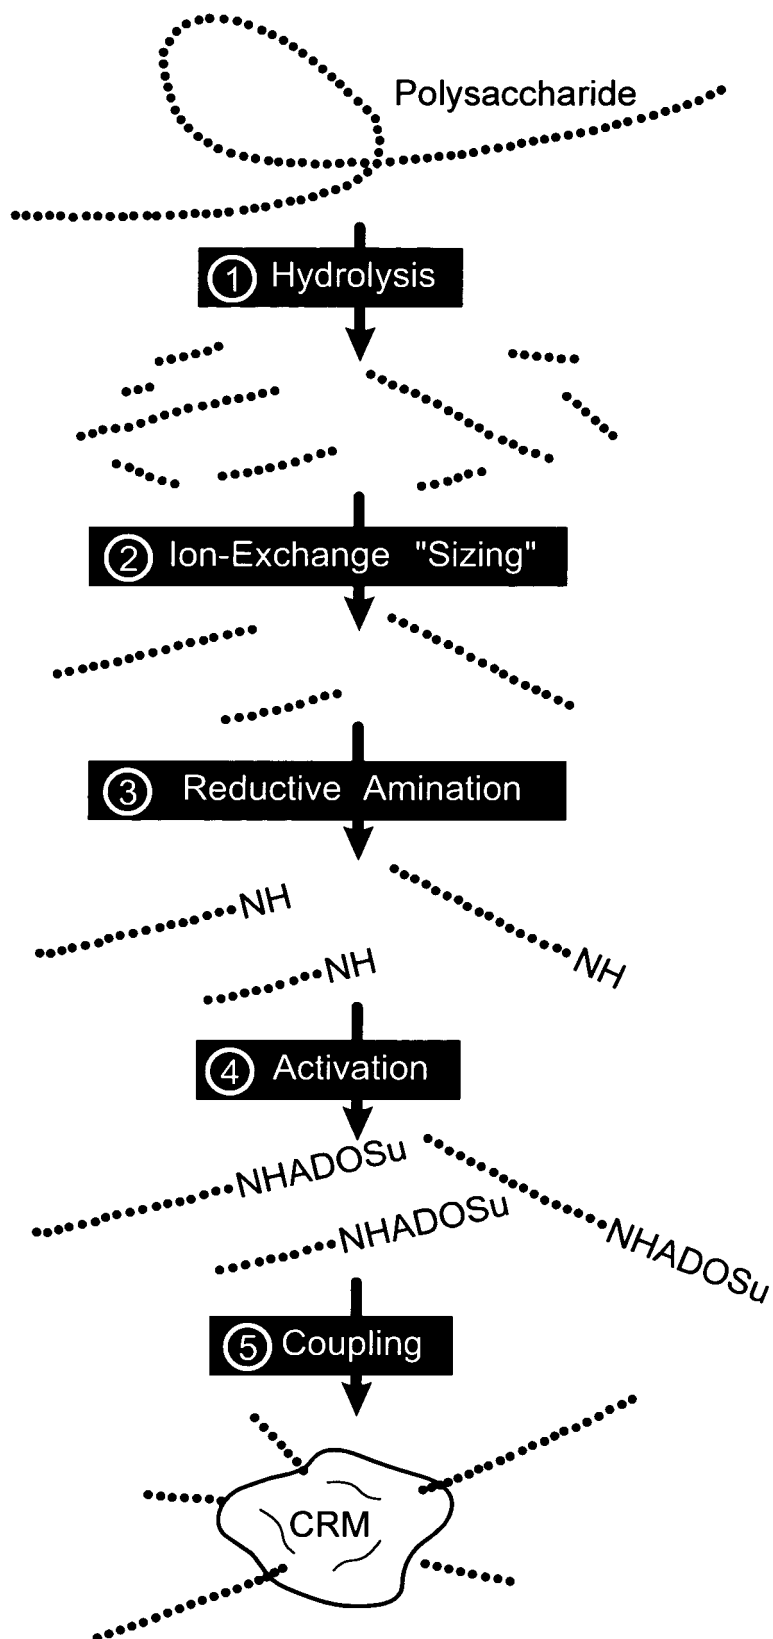 Polysaccharide
1 Hydrolysis
2 Ion-Exchange "Sizing"
3 Reductive Amination
NH
NH
NH
4 Activation
NHADOSu
NHADOSu
NHADOSu
5 Coupling
CRM